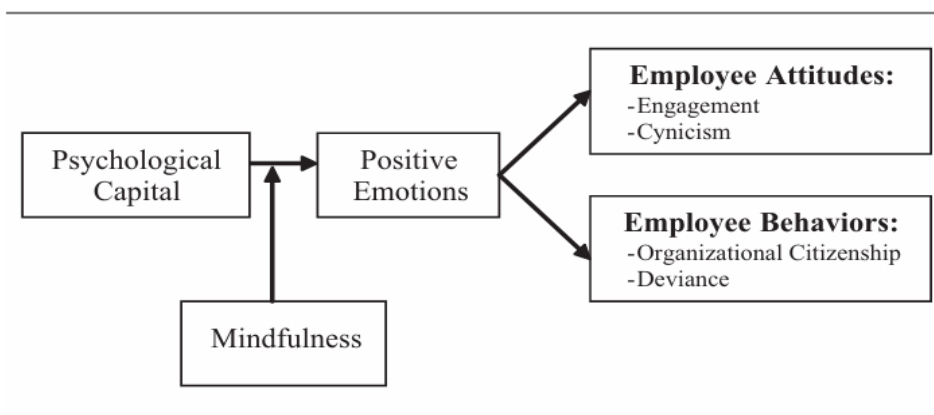 Psychological
Capital
Positive
Emotions
Mindfulness
Employee Attitudes:
-Engagement
-Cynicism
Employee Behaviors:
-Organizational Citizenship
-Deviance